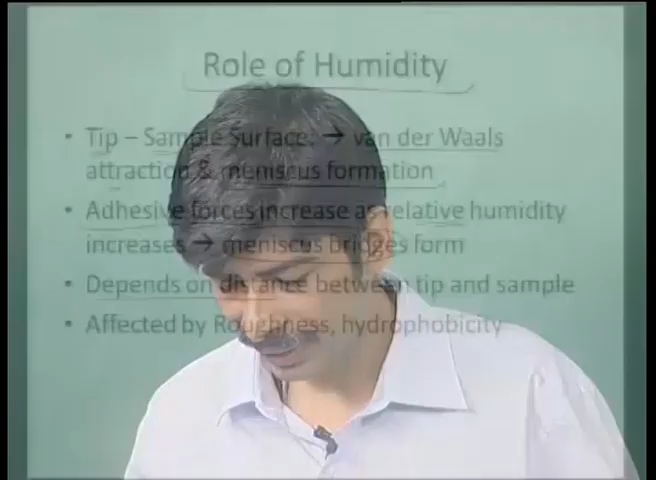 Role of Humidity
• Tip – Sample Surface: → van der Waals
attraction & meniscus formation
• Adhesive forces increase as relative humidity
increases → meniscus bridges form
• Depends on distance between tip and sample
• Affected by Roughness, hydrophobicity